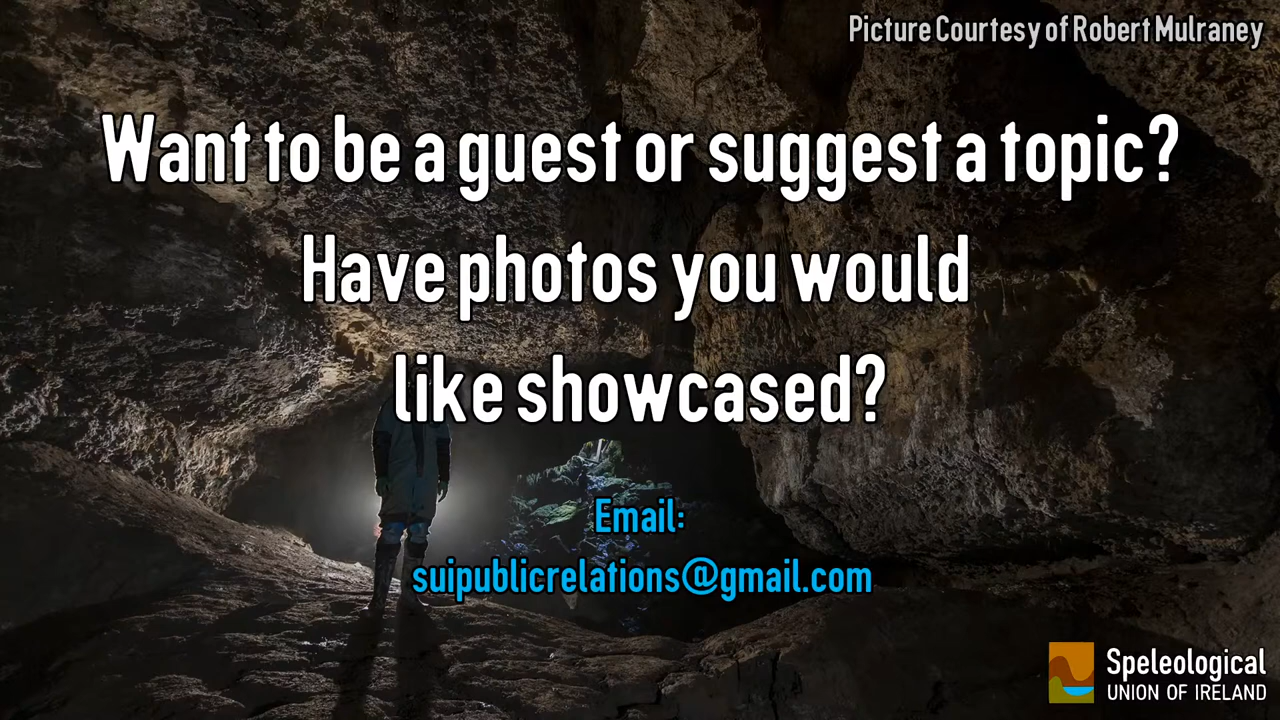 Picture Courtesy of Robert Mulraney
Want to be a guest or suggest a topic?
Have photos you would
like showcased?
Email:
suipublicrelations@gmail.com
Speleological
UNION OF IRELAND